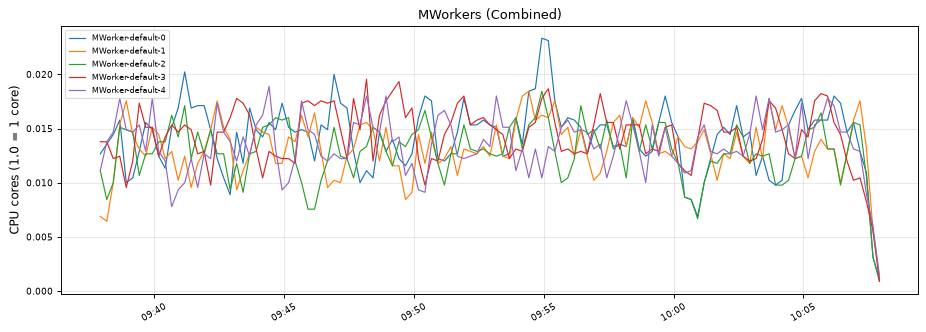 MWorkers (Combined)
MWorker-default-0
MWorker-default-1
MWorker-default-2
MWorker-default-3
MWorker-default-4
CPU cores (1.0 = 1 core)
0.020
0.015
0.010
0.005
0.000
09:40
09:45
09:50
09:55
10:00
10:05